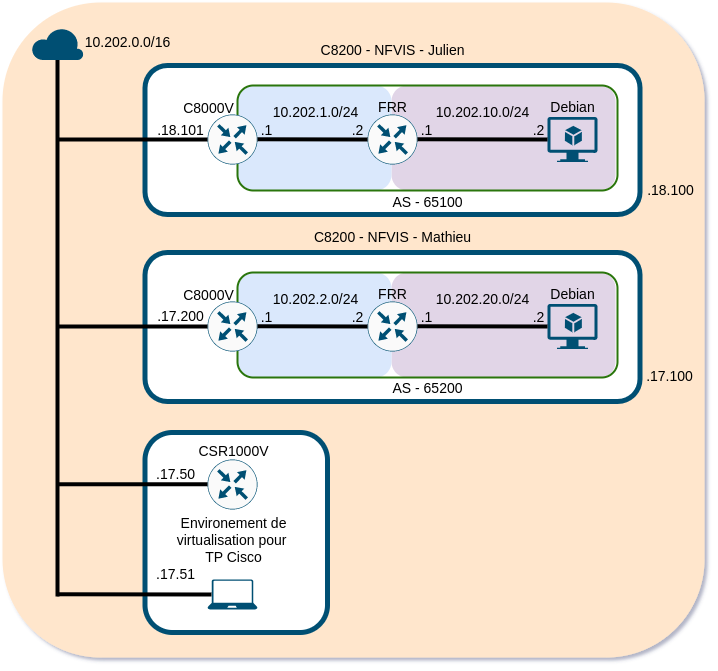 10.202.0.0/16
C8200 - NFVIS - Julien
C8000V
10.202.1.0/24
FRR
10.202.10.0/24
Debian
.18.101
.1
.2
.1
.2
.18.100
AS - 65100
C8200 - NFVIS - Mathieu
C8000V
10.202.2.0/24
FRR
10.202.20.0/24
Debian
.17.200
.1
.2
.1
.2
.17.100
AS - 65200
CSR1000V
.17.50
Environement de
virtualisation pour
TP Cisco
.17.51